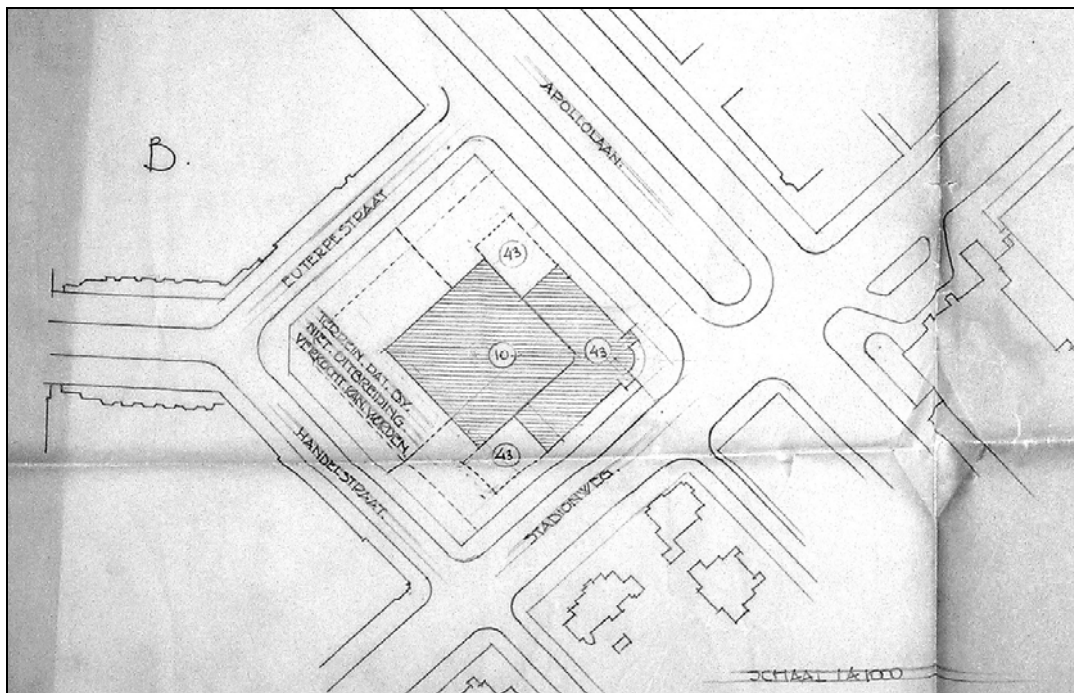 B.
APOLLOLAAN.
EUTERPESTRAAT
43
10.
43
43
TERREIN. DAT. BY.
NIET. UITBREIDING
VERKOCHT. KAN. WORDEN.
HANDELSTRAAT.
STADIONWEG.
SCHAAL 1 A 1000